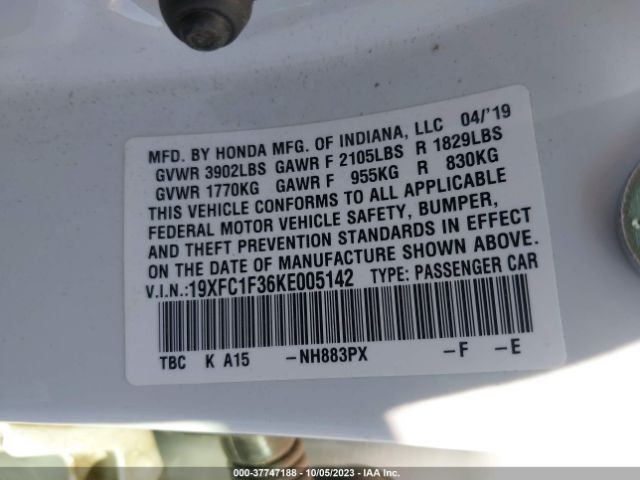 MFD. BY HONDA MFG. OF INDIANA, LLC 04/'19
GVWR 3902LBS GAWR F 2105LBS R 1829LBS
GVWR 1770KG GAWR F 955KG R 830KG
THIS VEHICLE CONFORMS TO ALL APPLICABLE
FEDERAL MOTOR VEHICLE SAFETY, BUMPER,
AND THEFT PREVENTION STANDARDS IN EFFECT
ON THE DATE OF MANUFACTURE SHOWN ABOVE.
V.I.N.:19XFC1F36KE005142 TYPE: PASSENGER CAR
TBC K A15 -NH883PX -F -E
000-37747188 - 10/05/2023 - IAA Inc.